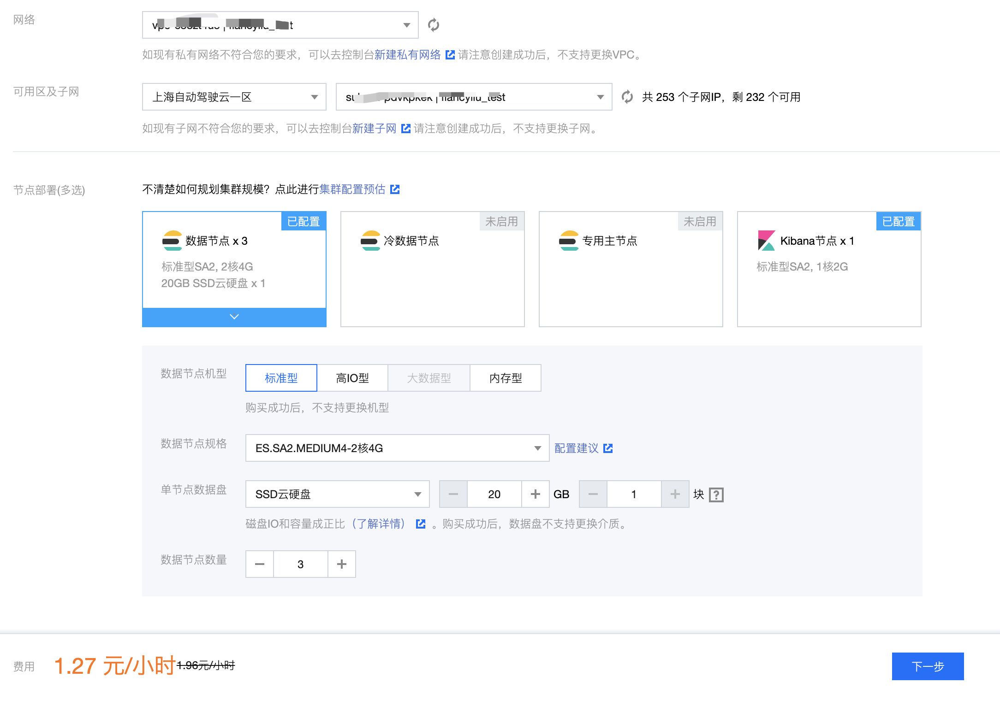 网络
如现有私有网络不符合您的要求，可以去控制台新建私有网络 请注意创建成功后，不支持更换VPC。
可用区及子网
上海自动驾驶云一区
共 253 个子网IP，剩 232 个可用
如现有子网不符合您的要求，可以去控制台新建子网 请注意创建成功后，不支持更换子网。
节点部署(多选)
不清楚如何规划集群规模？点此进行集群配置预估
已配置
数据节点 x 3
标准型SA2, 2核4G
20GB SSD云硬盘 x 1
未启用
冷数据节点
未启用
专用主节点
已配置
Kibana节点 x 1
标准型SA2, 1核2G
数据节点机型
标准型 高IO型 大数据型 内存型
购买成功后，不支持更换机型
数据节点规格
ES.SA2.MEDIUM4-2核4G 配置建议
单节点数据盘
SSD云硬盘 20 GB 1 块 ?
磁盘IO和容量成正比（了解详情） 。购买成功后，数据盘不支持更换介质。
数据节点数量
3
费用 1.27 元/小时 1.96元/小时
下一步